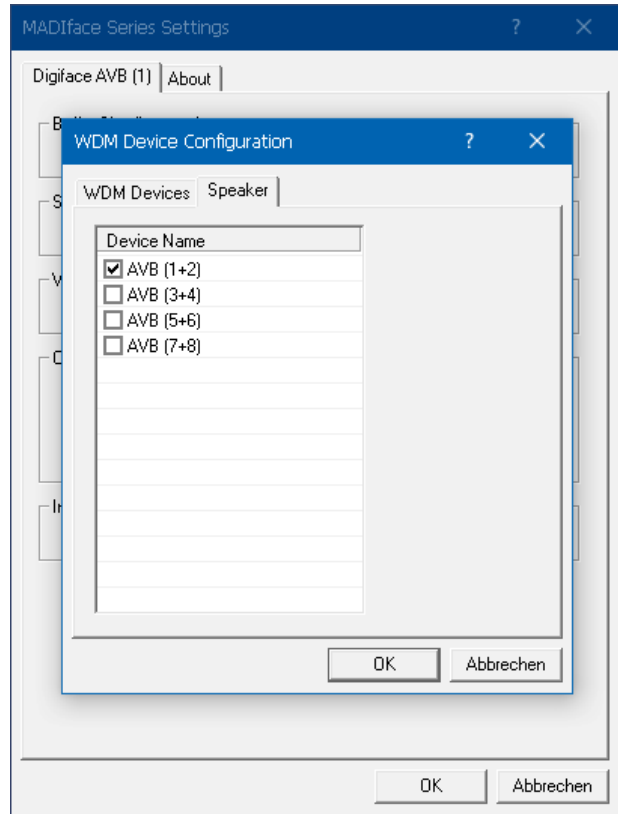 MADIface Series Settings
Digiface AVB (1) About
WDM Device Configuration
WDM Devices Speaker
Device Name
AVB (1+2)
AVB (3+4)
AVB (5+6)
AVB (7+8)
OK Abbrechen
OK Abbrechen